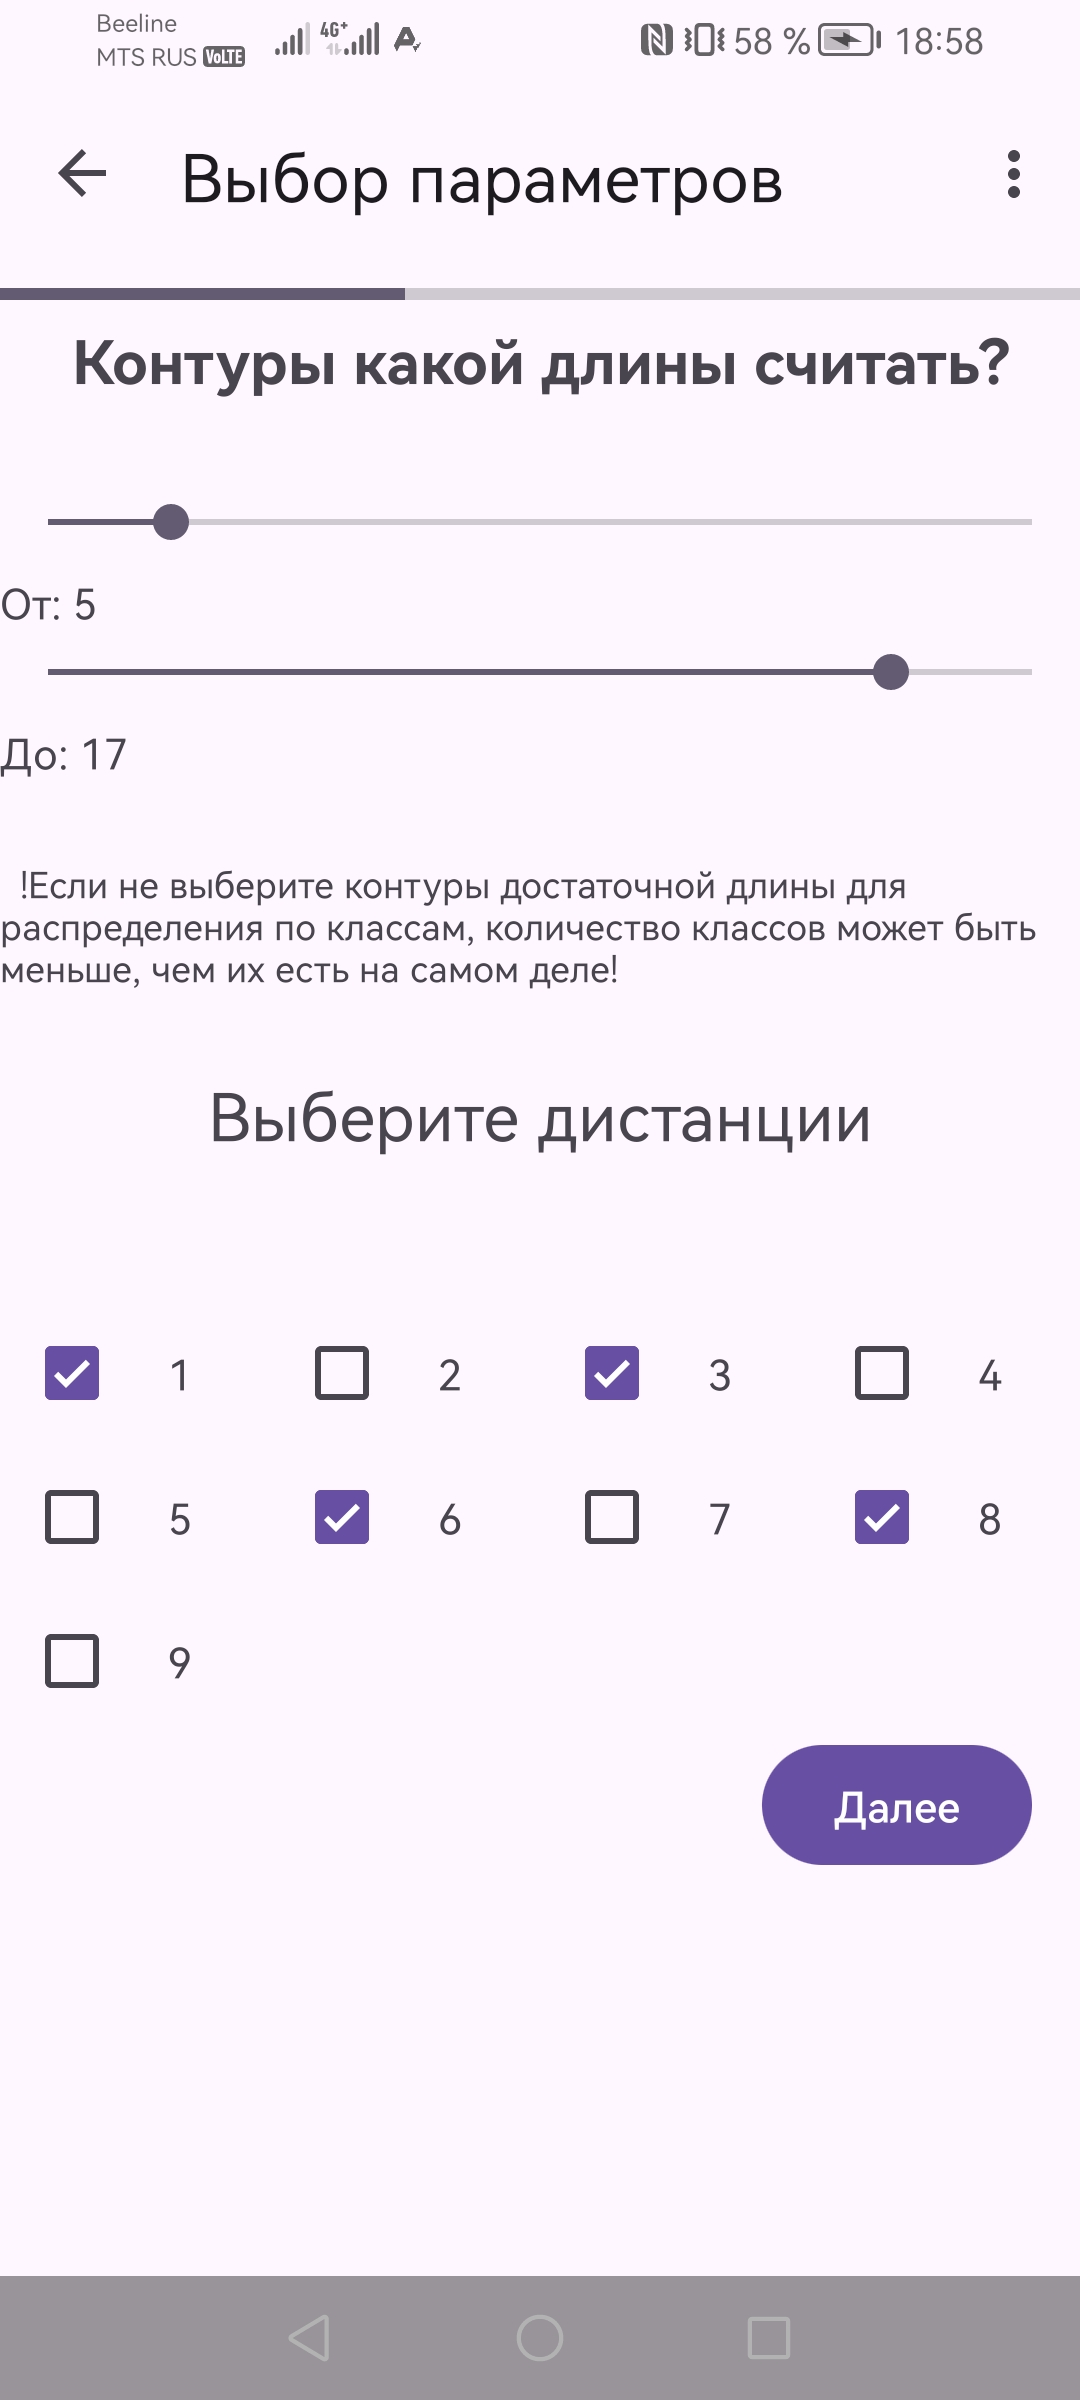 Beeline
MTS RUS VoLTE 4G+ 58 % 18:58
Выбор параметров
Контуры какой длины считать?
От: 5
До: 17
!Если не выберите контуры достаточной длины для
распределения по классам, количество классов может быть
меньше, чем их есть на самом деле!
Выберите дистанции
1 2 3 4
5 6 7 8
9
Далее